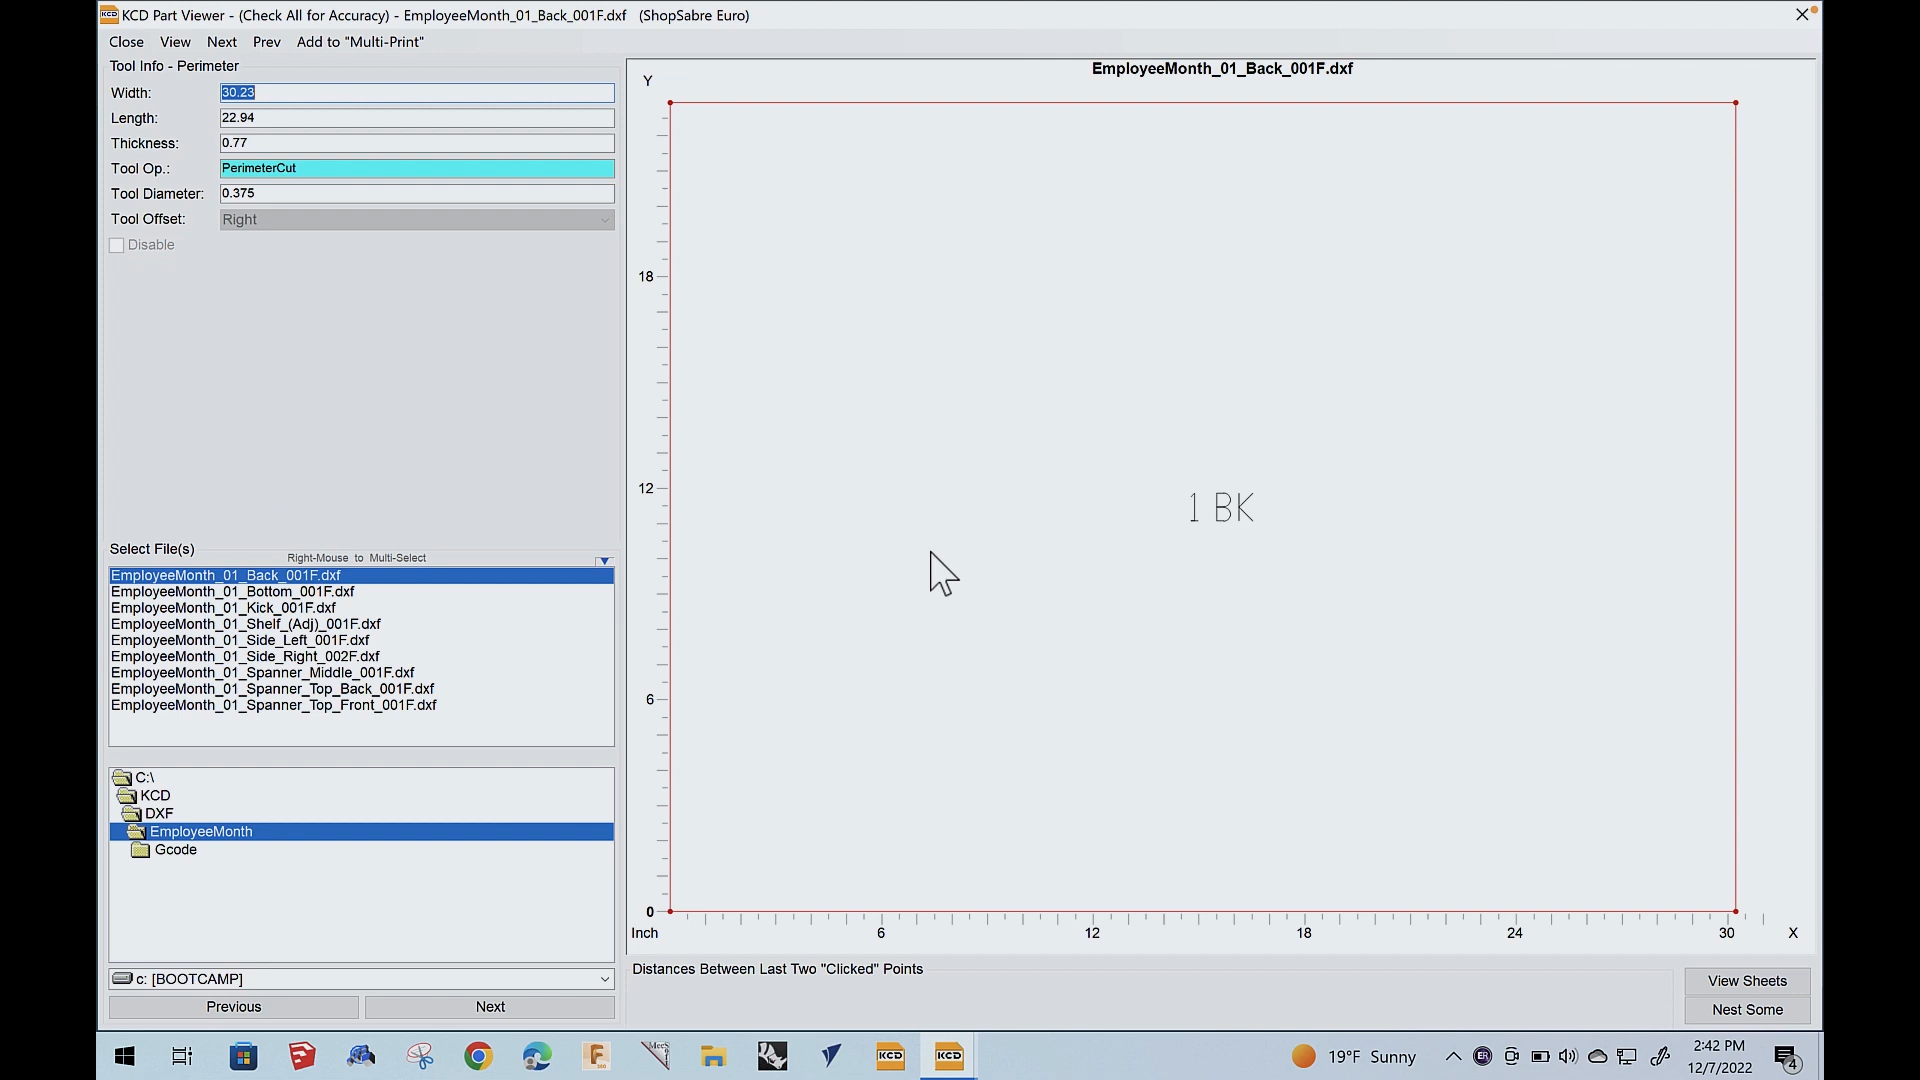 KCD Part Viewer - (Check All for Accuracy) - EmployeeMonth_01_Back_001F.dxf (ShopSabre Euro)
Close View Next Prev Add to "Multi-Print"
Tool Info - Perimeter
Width: 30.23
Length: 22.94
Thickness: 0.77
Tool Op.: PerimeterCut
Tool Diameter: 0.375
Tool Offset: Right
Disable
Select File(s)
Right-Mouse to Multi-Select
EmployeeMonth_01_Back_001F.dxf
EmployeeMonth_01_Bottom_001F.dxf
EmployeeMonth_01_Kick_001F.dxf
EmployeeMonth_01_Shelf_(Adj)_001F.dxf
EmployeeMonth_01_Side_Left_001F.dxf
EmployeeMonth_01_Side_Right_002F.dxf
EmployeeMonth_01_Spanner_Middle_001F.dxf
EmployeeMonth_01_Spanner_Top_Back_001F.dxf
EmployeeMonth_01_Spanner_Top_Front_001F.dxf
C:\
KCD
DXF
EmployeeMonth
Gcode
c: [BOOTCAMP]
Previous Next
EmployeeMonth_01_Back_001F.dxf
Y
18
12
1 BK
6
0
Inch 6 12 18 24 30 X
Distances Between Last Two "Clicked" Points
View Sheets
Nest Some
KCD KCD
19°F Sunny
ER
2:42 PM
12/7/2022
4